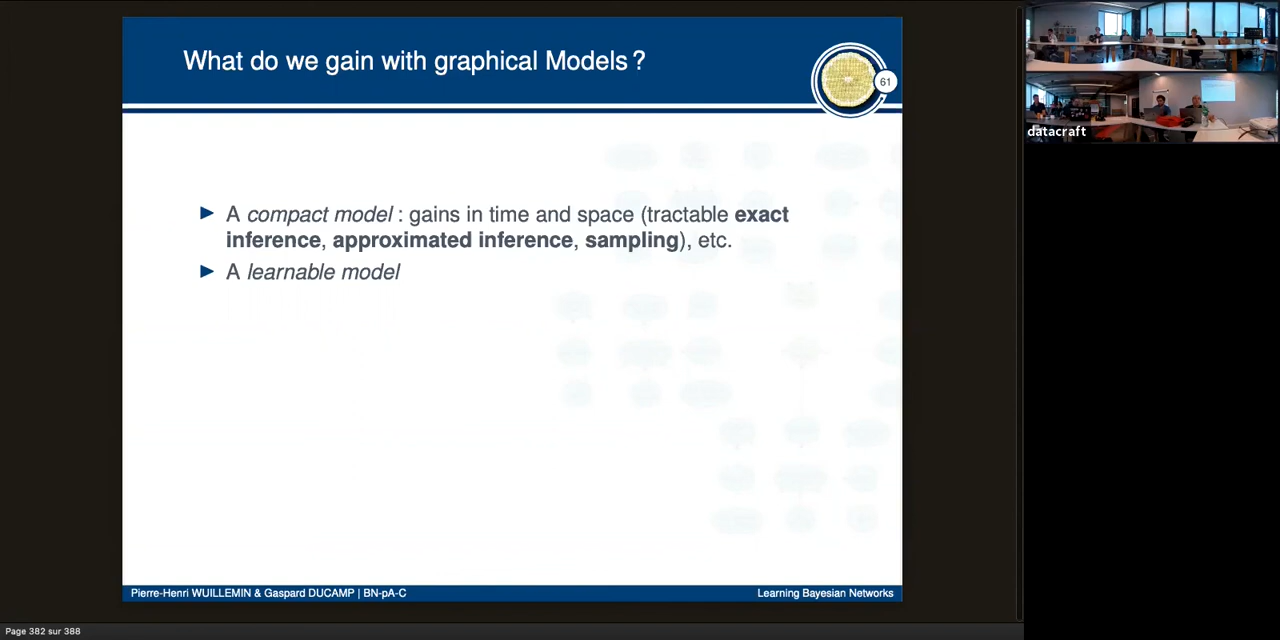 What do we gain with graphical Models ?
61
► A compact model : gains in time and space (tractable exact
inference, approximated inference, sampling), etc.
► A learnable model
Pierre-Henri WUILLEMIN & Gaspard DUCAMP | BN-pA-C
Learning Bayesian Networks
Page 382 sur 388
datacraft